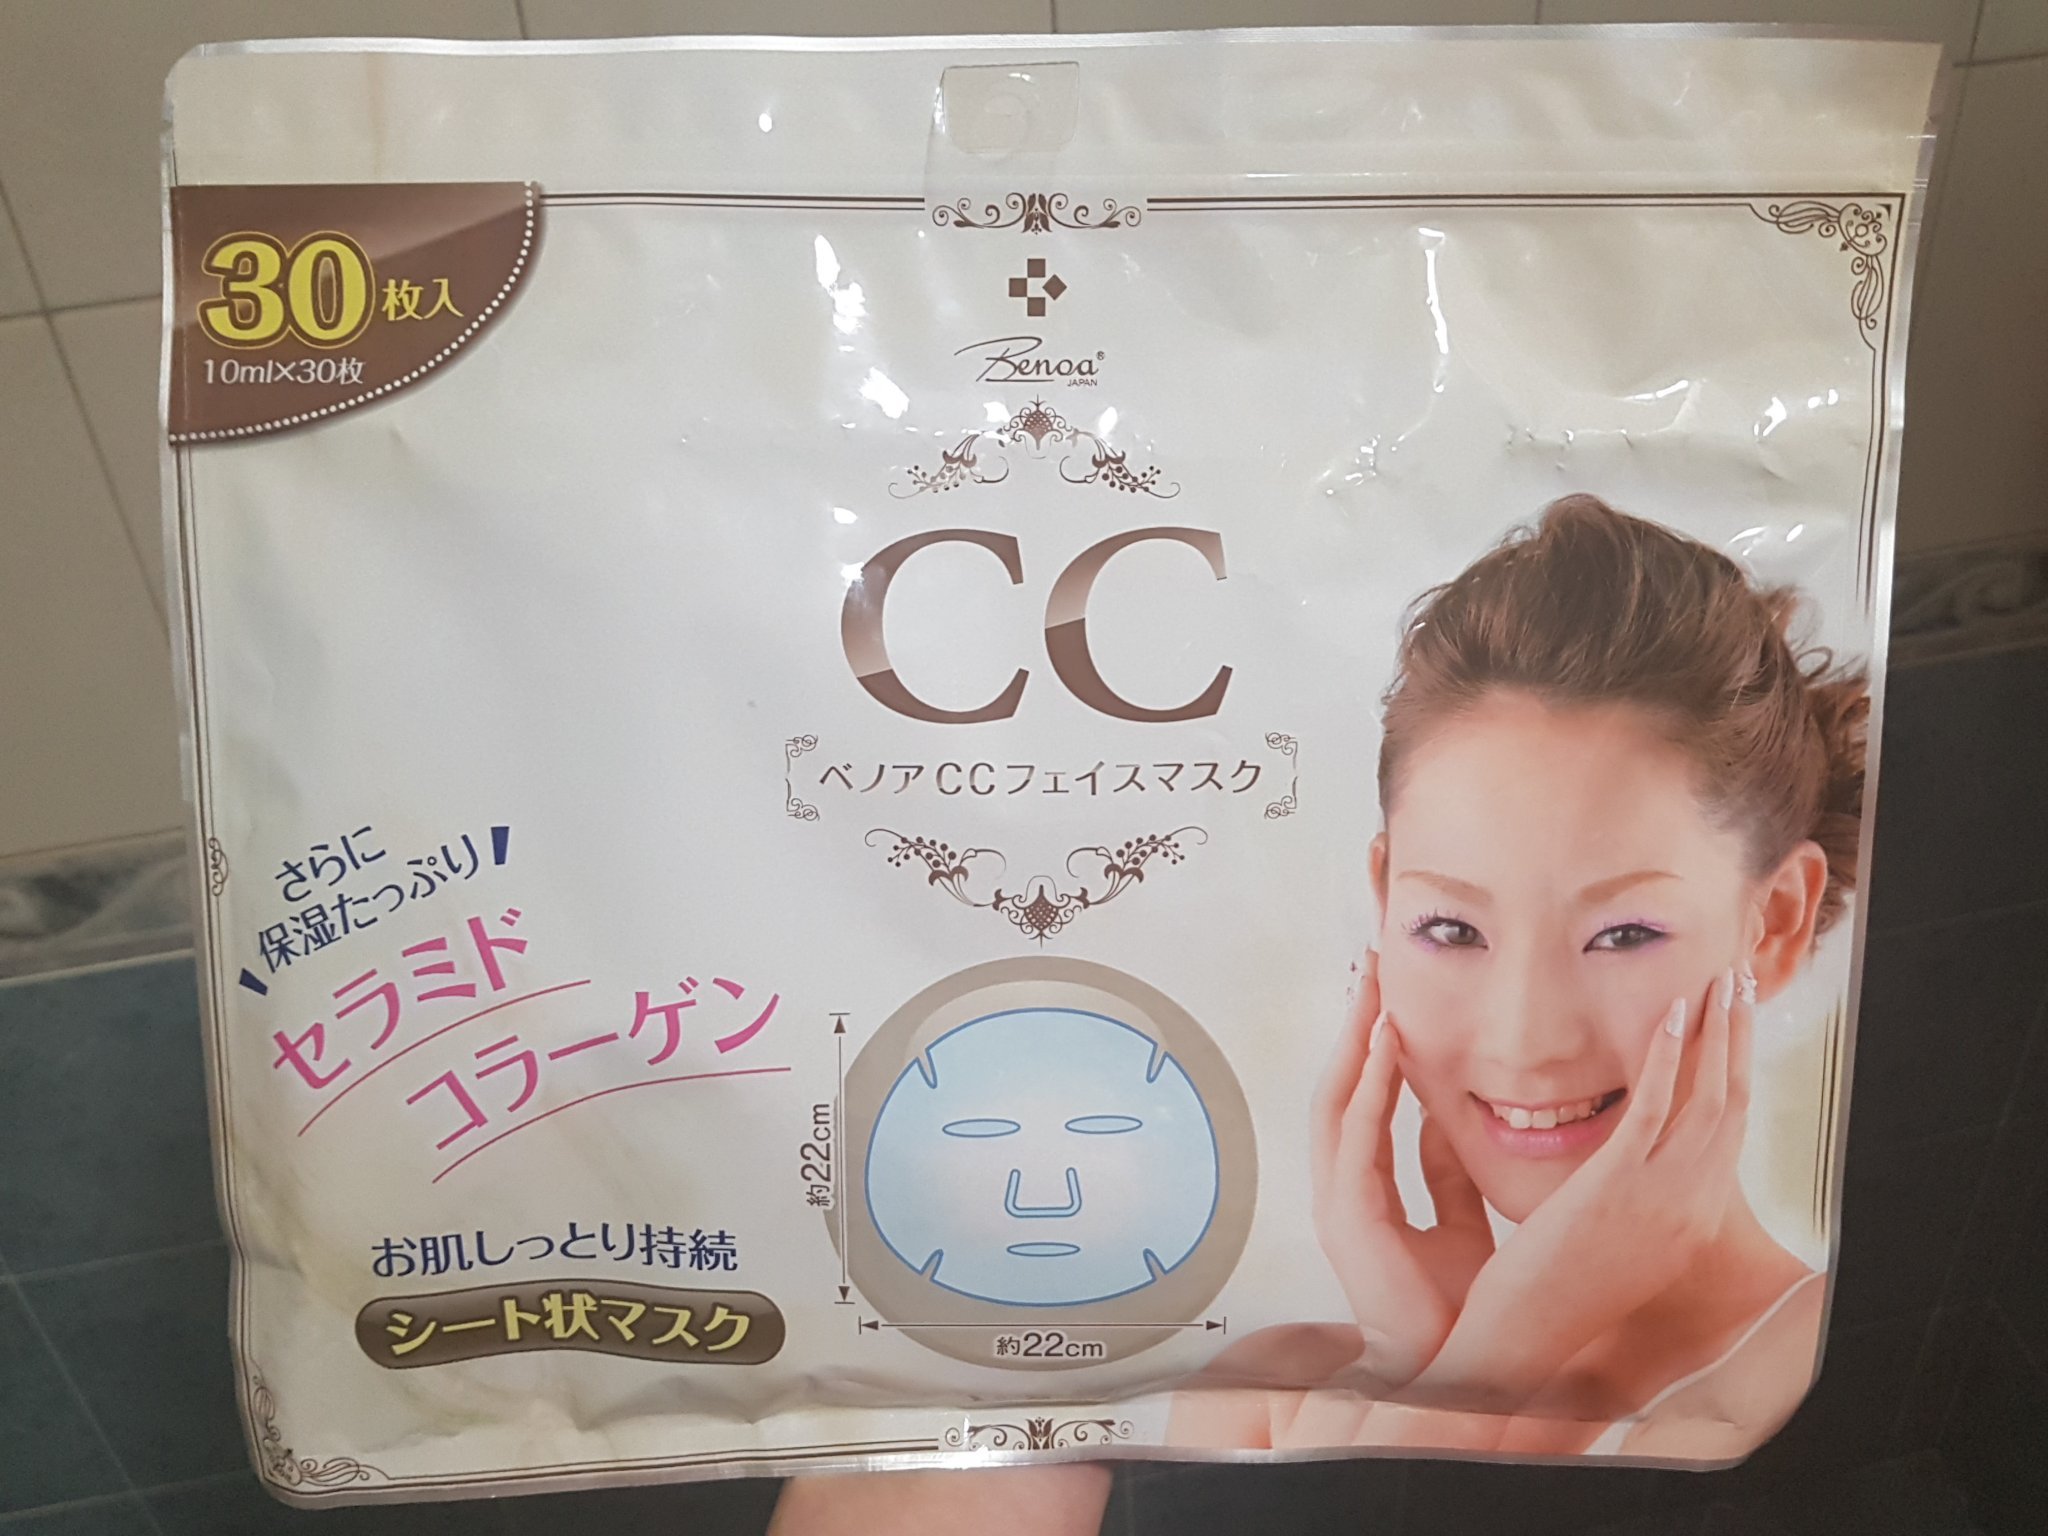 30枚入
10ml×30枚
Benoa®
JAPAN
CC
ベノアCCフェイスマスク
さらに
保湿たっぷり
セラミド
コラーゲン
お肌しっとり持続
シート状マスク
約22cm
約22cm